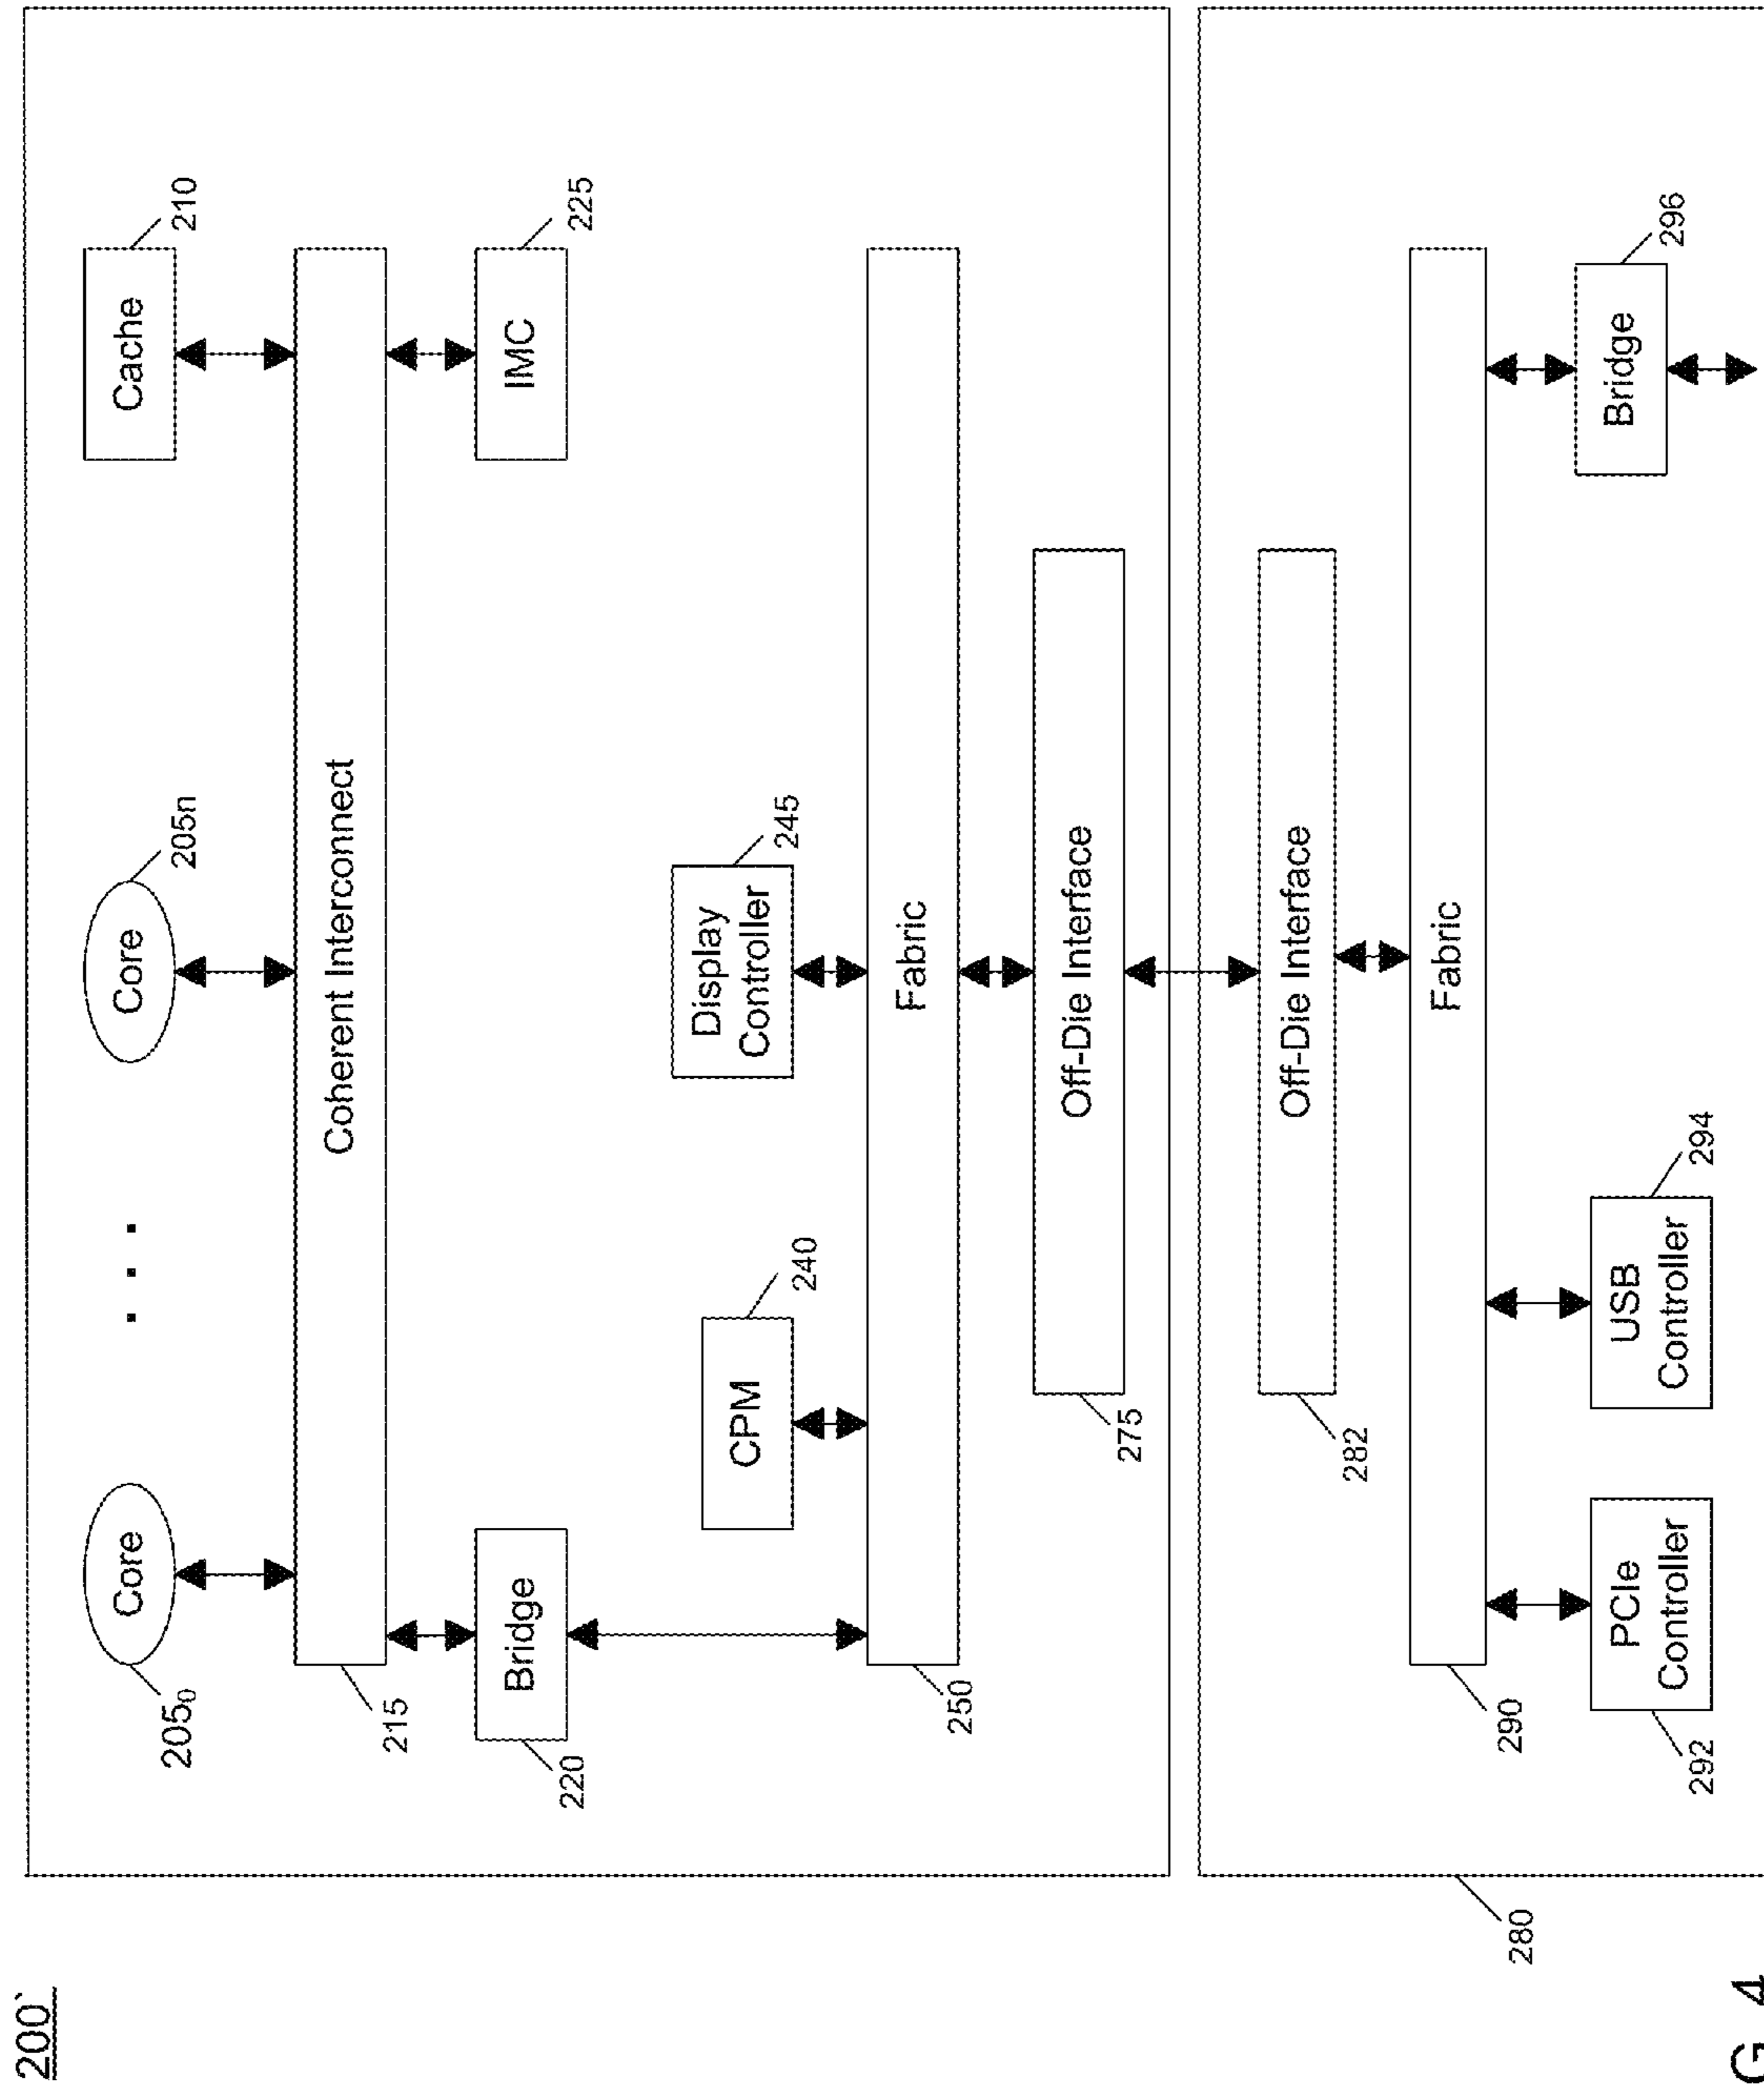 200`
Core
205₀
. . .
Core
205n
Cache
210
Coherent Interconnect
215
Bridge
220
IMC
225
CPM
240
Display
Controller
245
Fabric
250
Off-Die Interface
275
280
Off-Die Interface
282
Fabric
290
PCIe
Controller
292
USB
Controller
294
Bridge
296
G. 4